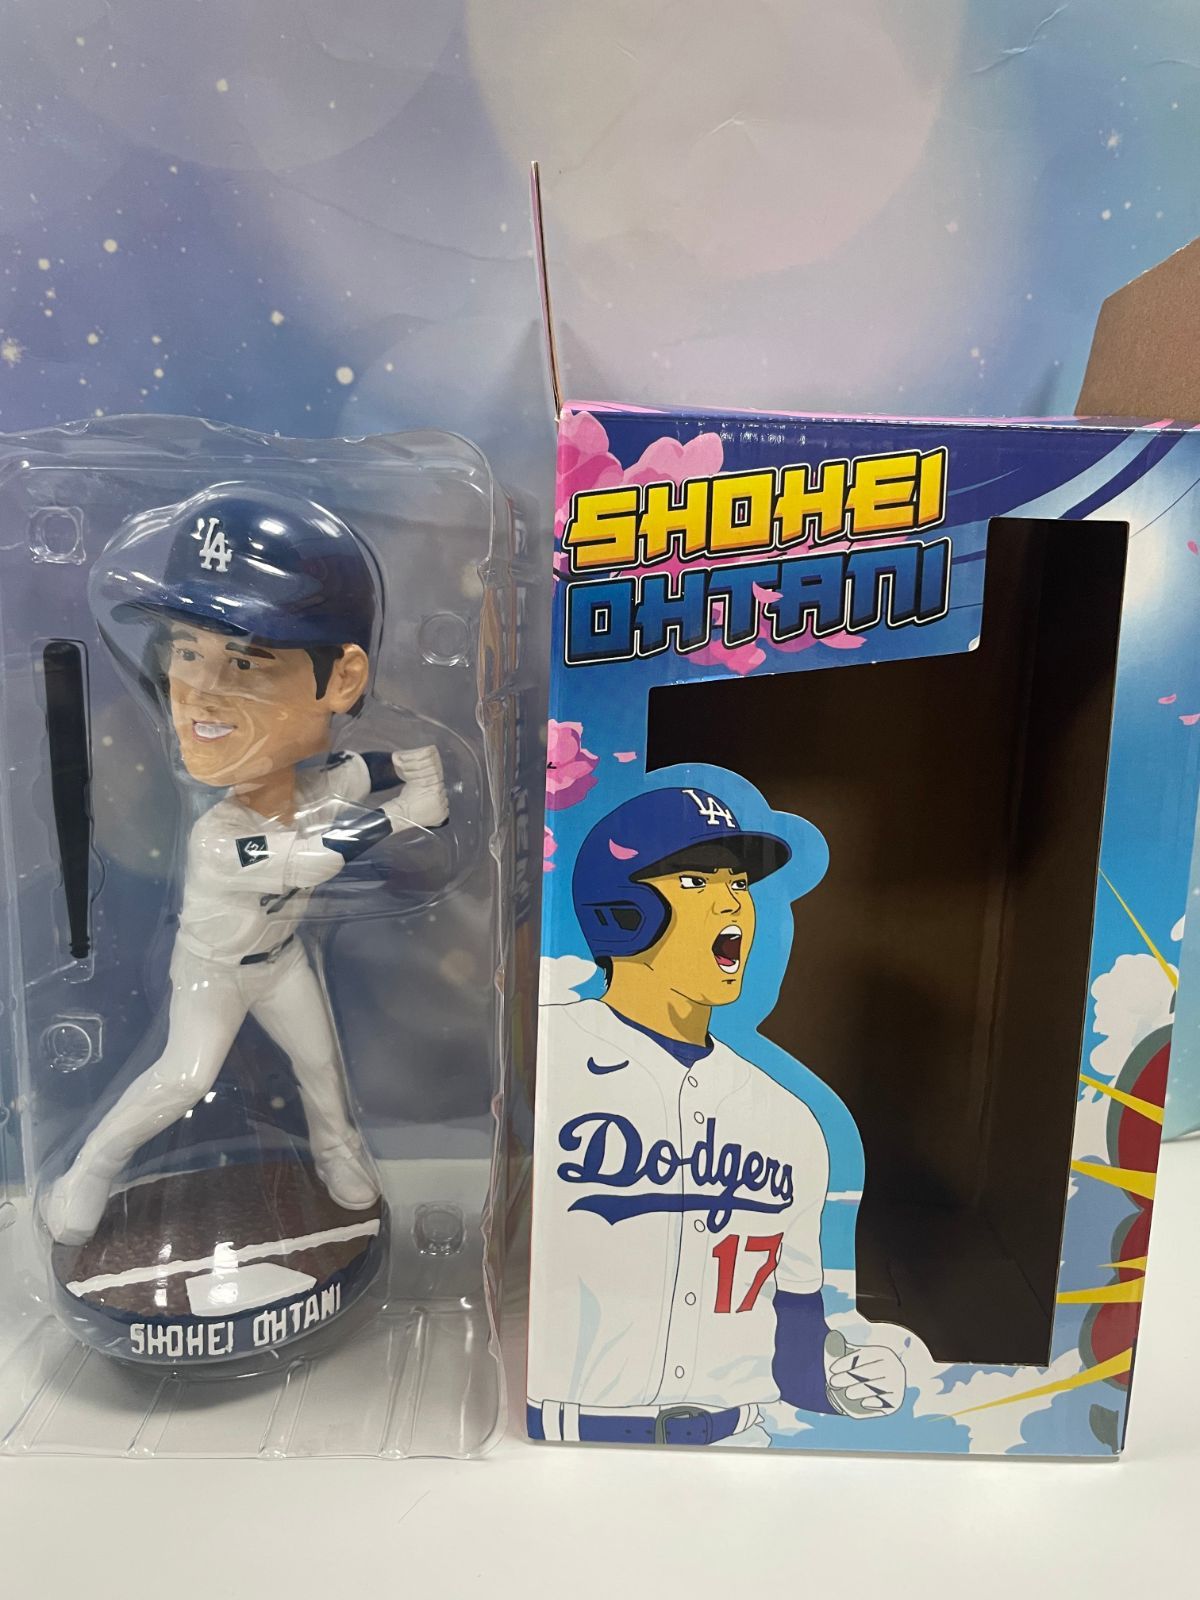 SHOHEI
OHTANI
LA
LA
Dodgers
17
SHOHEI OHTANI